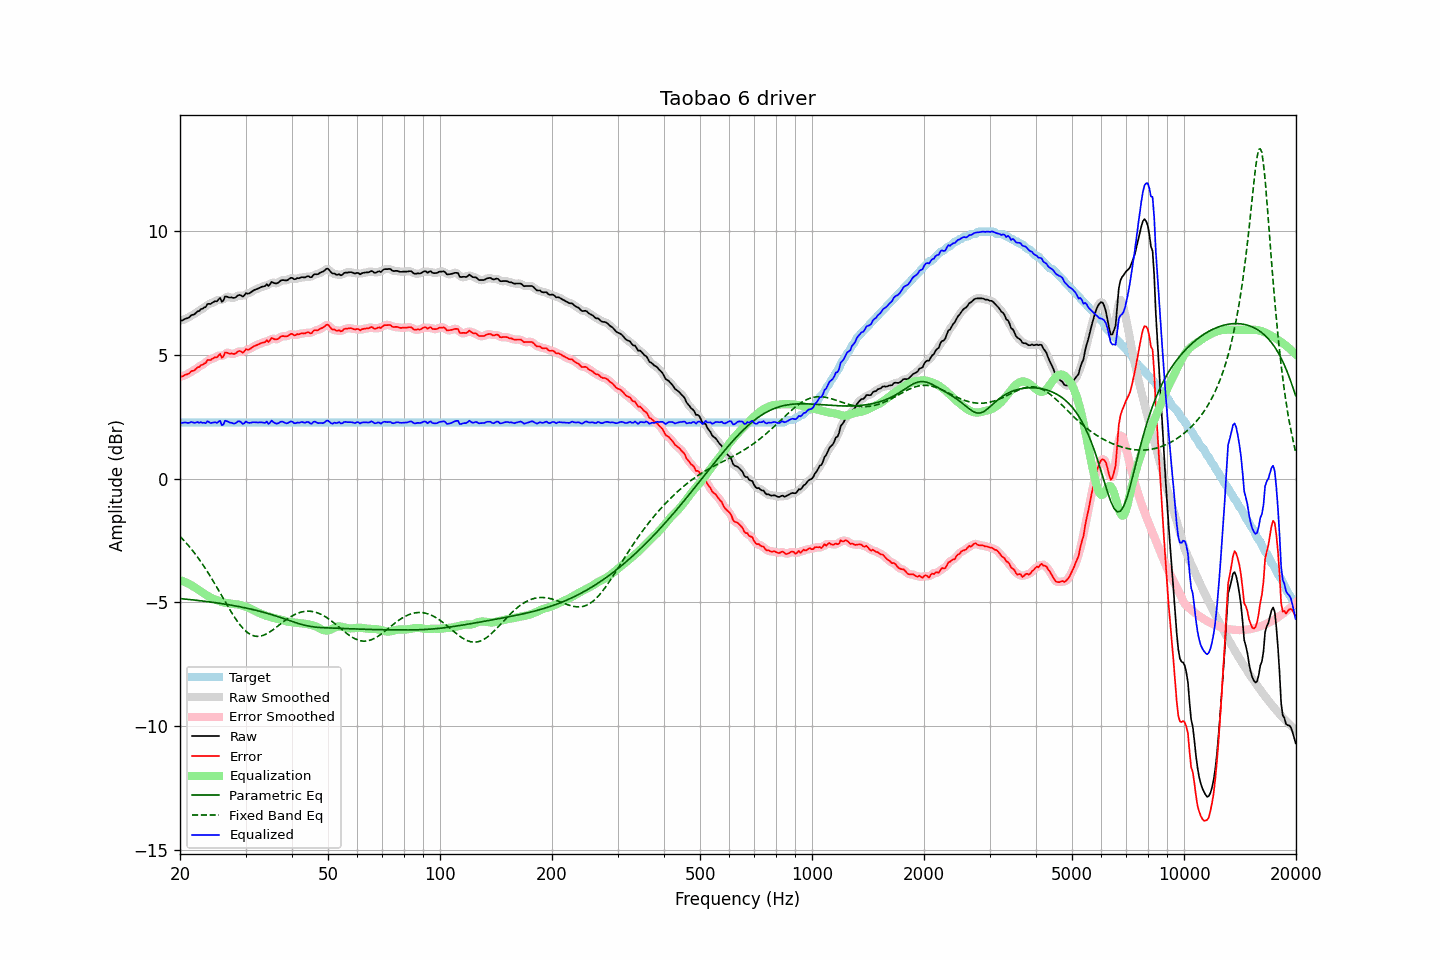 Taobao 6 driver
Amplitude (dBr)
10
5
0
−5
−10
−15
Target
Raw Smoothed
Error Smoothed
Raw
Error
Equalization
Parametric Eq
Fixed Band Eq
Equalized
20 50 100 200 500 1000 2000 5000 10000 20000
Frequency (Hz)